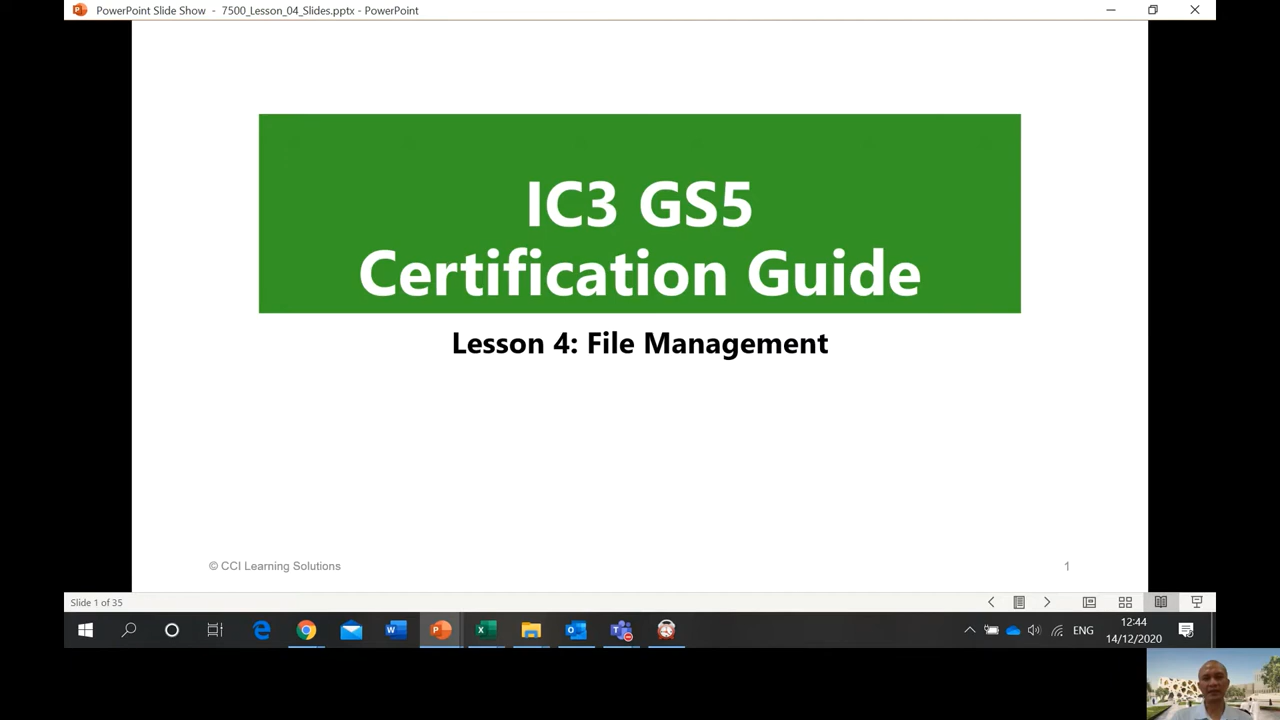 PowerPoint Slide Show - 7500_Lesson_04_Slides.pptx - PowerPoint
IC3 GS5
Certification Guide
Lesson 4: File Management
© CCI Learning Solutions
1
Slide 1 of 35
ENG
12:44
14/12/2020